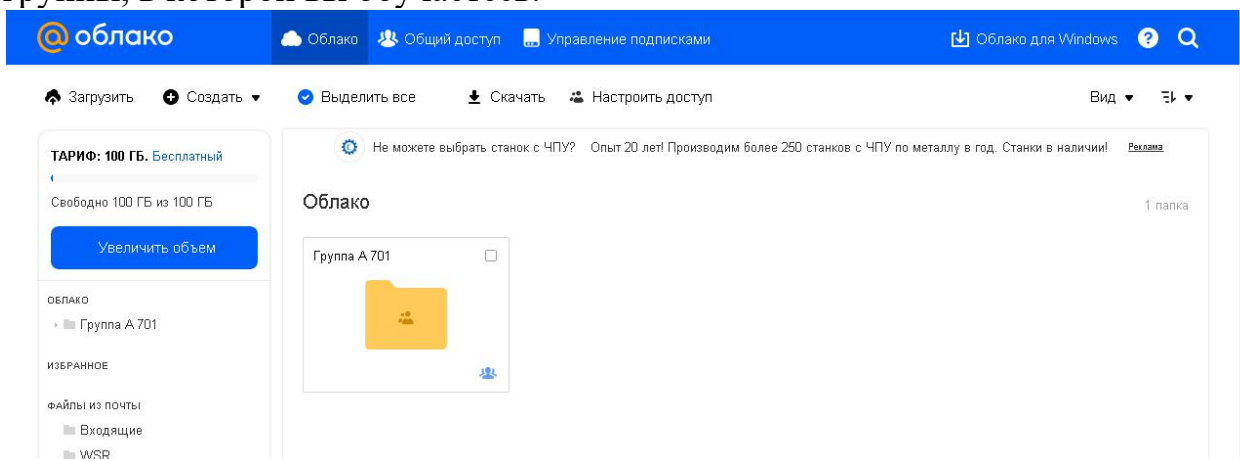 группы, в которой вы обучаетесь.
@облако Облако Общий доступ Управление подписками Облако для Windows ?
Загрузить Создать Выделить все Скачать Настроить доступ Вид
ТАРИФ: 100 ГБ. Бесплатный
Свободно 100 ГБ из 100 ГБ
Увеличить объем
ОБЛАКО
Группа А 701
ИЗБРАННОЕ
ФАЙЛЫ ИЗ ПОЧТЫ
Входящие
WSR
Не можете выбрать станок с ЧПУ? Опыт 20 лет! Производим более 250 станков с ЧПУ по металлу в год. Станки в наличии! Реклама
Облако 1 папка
Группа А 701